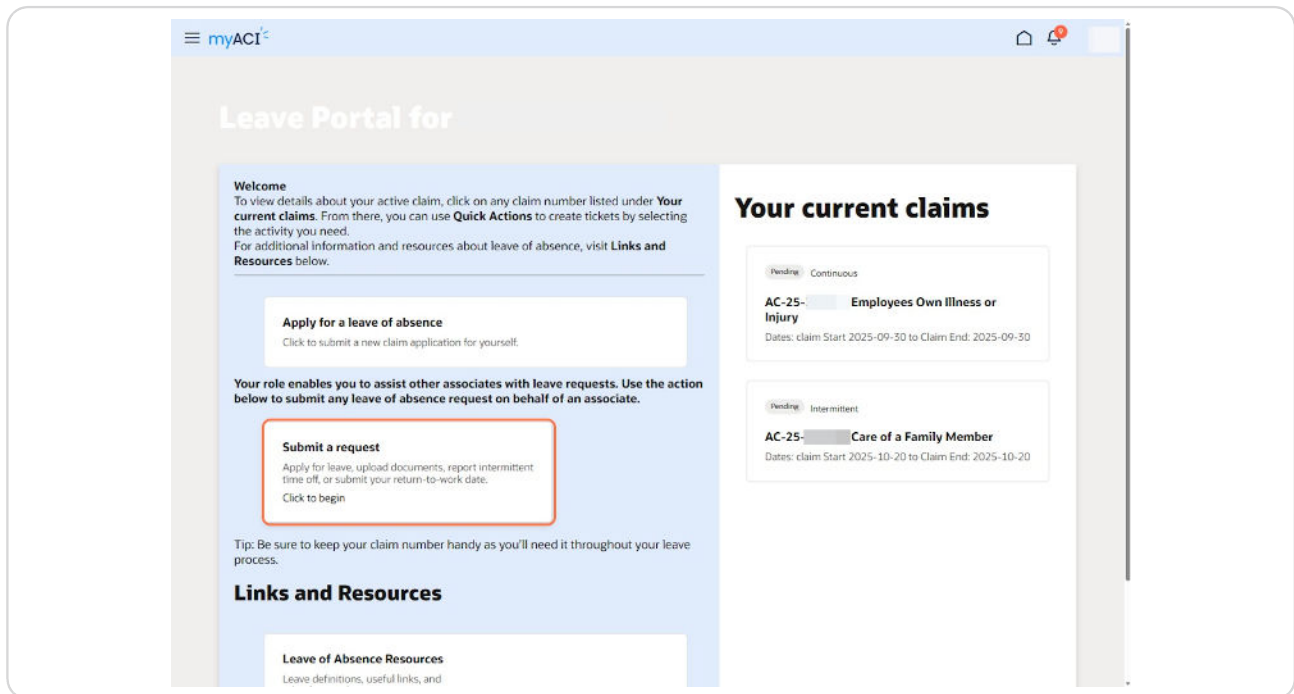 myACI
9
Leave Portal for
Welcome
To view details about your active claim, click on any claim number listed under Your
current claims. From there, you can use Quick Actions to create tickets by selecting
the activity you need.
For additional information and resources about leave of absence, visit Links and
Resources below.
Apply for a leave of absence
Click to submit a new claim application for yourself.
Your role enables you to assist other associates with leave requests. Use the action
below to submit any leave of absence request on behalf of an associate.
Submit a request
Apply for leave, upload documents, report intermittent
time off, or submit your return-to-work date.
Click to begin
Tip: Be sure to keep your claim number handy as you'll need it throughout your leave
process.
Links and Resources
Leave of Absence Resources
Leave definitions, useful links, and
Your current claims
Pending Continuous
AC-25- Employees Own Illness or
Injury
Dates: claim Start 2025-09-30 to Claim End: 2025-09-30
Pending Intermittent
AC-25- Care of a Family Member
Dates: claim Start 2025-10-20 to Claim End: 2025-10-20